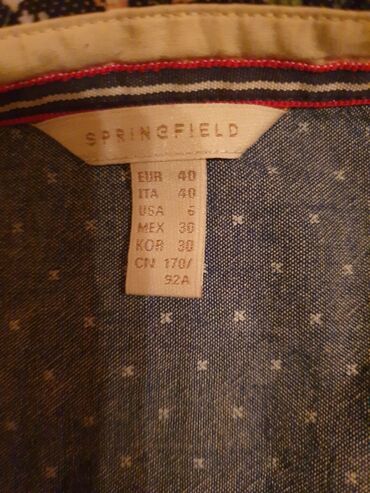 SPRINGFIELD
EUR 40
ITA 40
USA 6
MEX 30
KOR 30
CN 170/
92A